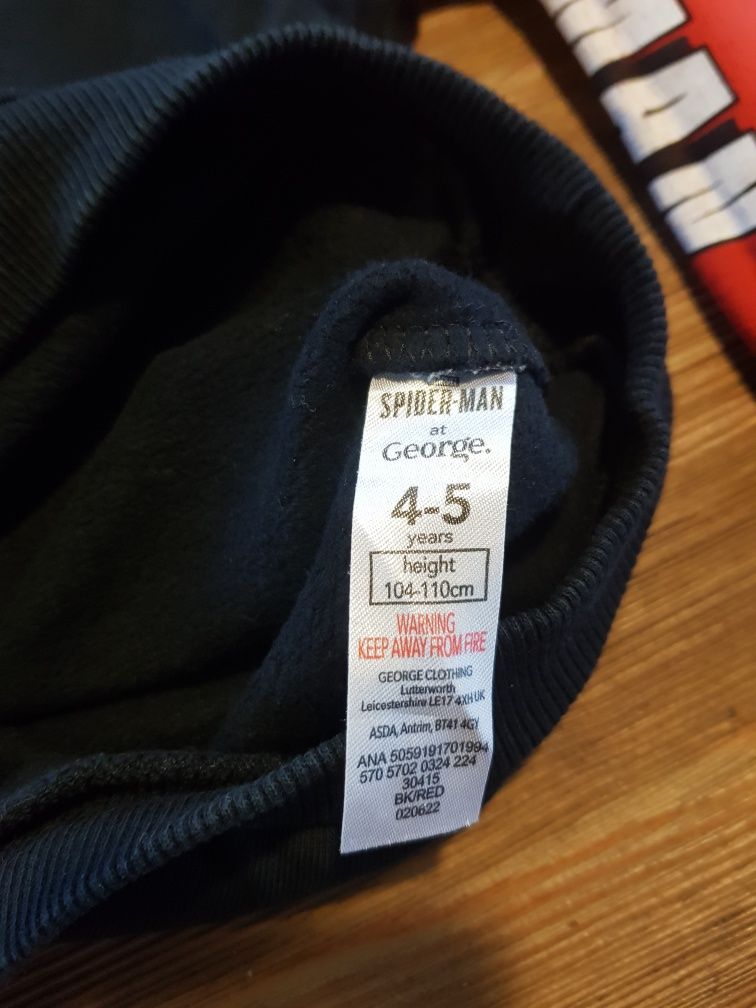 MAN
SPIDER-MAN
at
George.
4-5
years
height
104-110cm
WARNING
KEEP AWAY FROM FIRE
GEORGE CLOTHING
Lutterworth
Leicestershire LE17 4XH UK
ASDA, Antrim, BT41 4GY
ANA 5059191701994
570 5702 0324 224
30415
BK/RED
020622